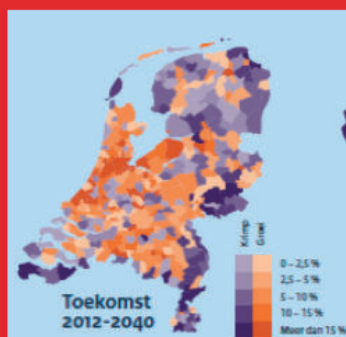 Krimp
Groei
0 – 2,5 %
2,5 – 5 %
5 – 10 %
10 – 15 %
Meer dan 15 %
Toekomst
2012-2040